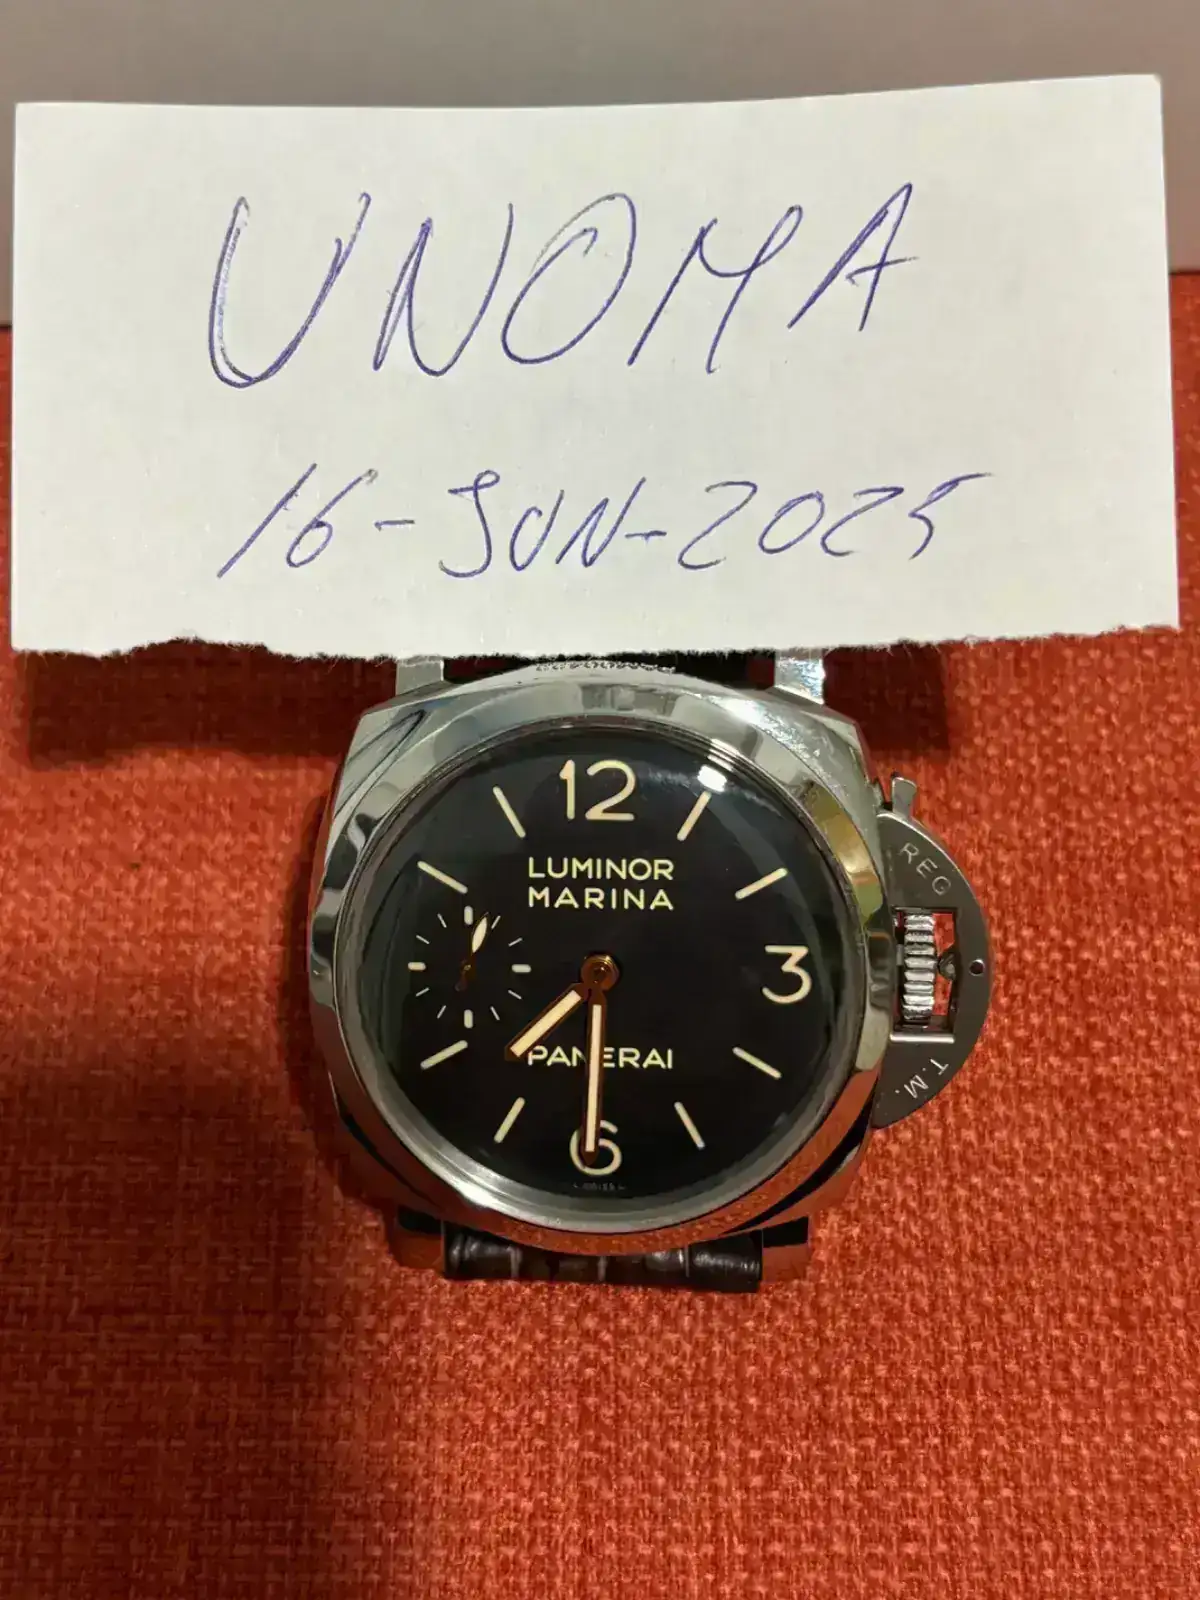 UNOMA
16-JUN-2025
12
LUMINOR
MARINA
REG
3
PANERAI
T.M.
6